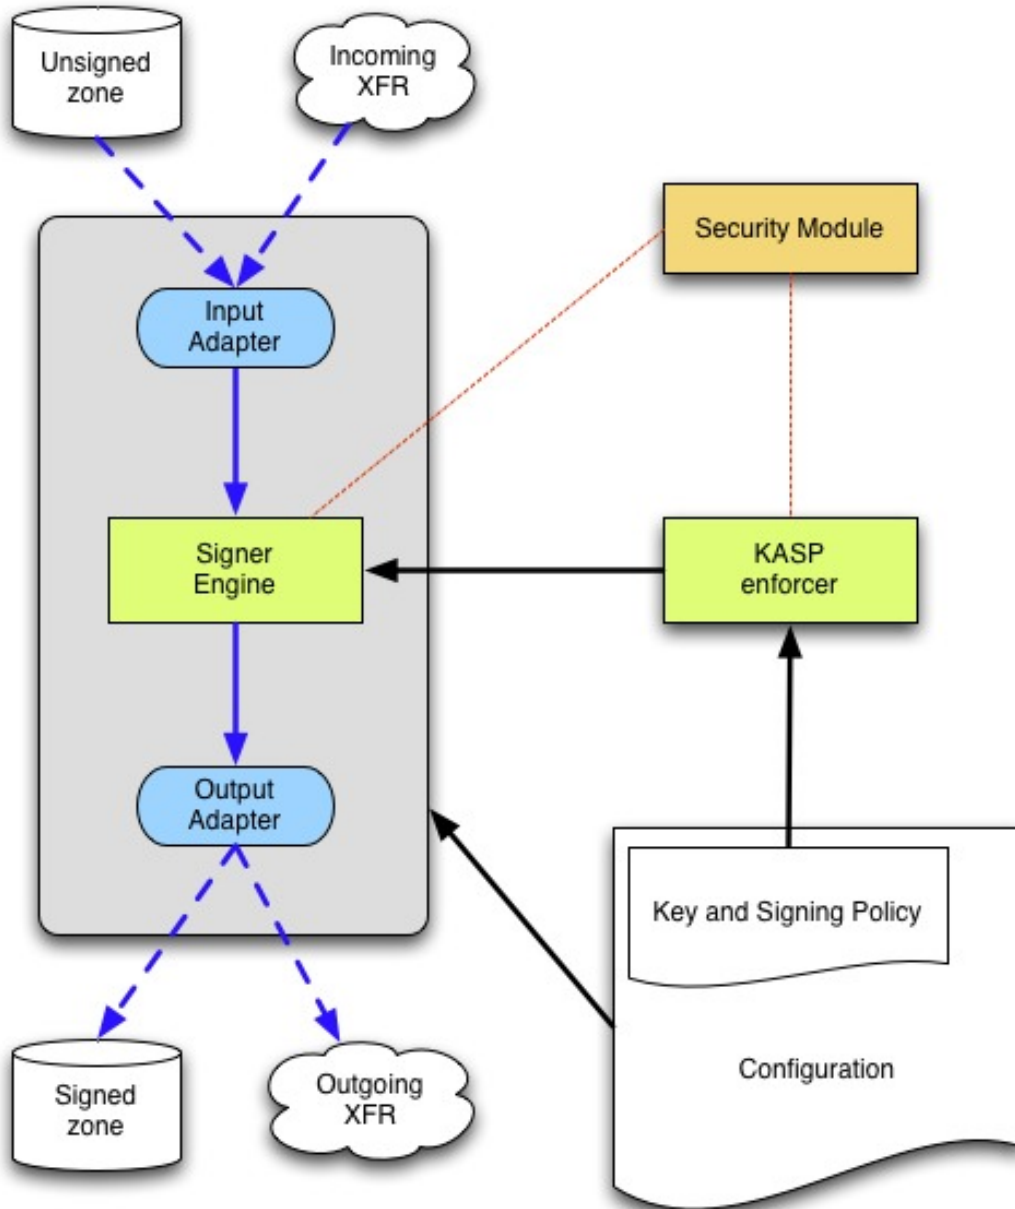 Unsigned
zone
Incoming
XFR
Security Module
Input
Adapter
Signer
Engine
KASP
enforcer
Output
Adapter
Key and Signing Policy
Configuration
Signed
zone
Outgoing
XFR